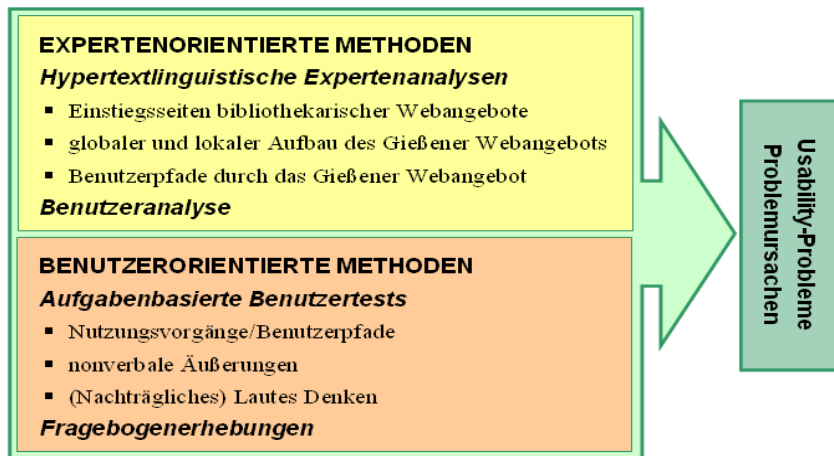 EXPERTENORIENTIERTE METHODEN
Hypertextlinguistische Expertenanalysen
▪ Einstiegsseiten bibliothekarischer Webangebote
▪ globaler und lokaler Aufbau des Gießener Webangebots
▪ Benutzerpfade durch das Gießener Webangebot
Benutzeranalyse
BENUTZERORIENTIERTE METHODEN
Aufgabenbasierte Benutzertests
▪ Nutzungsvorgänge/Benutzerpfade
▪ nonverbale Äußerungen
▪ (Nachträgliches) Lautes Denken
Fragebogenerhebungen
Usability-Probleme
Problemursachen